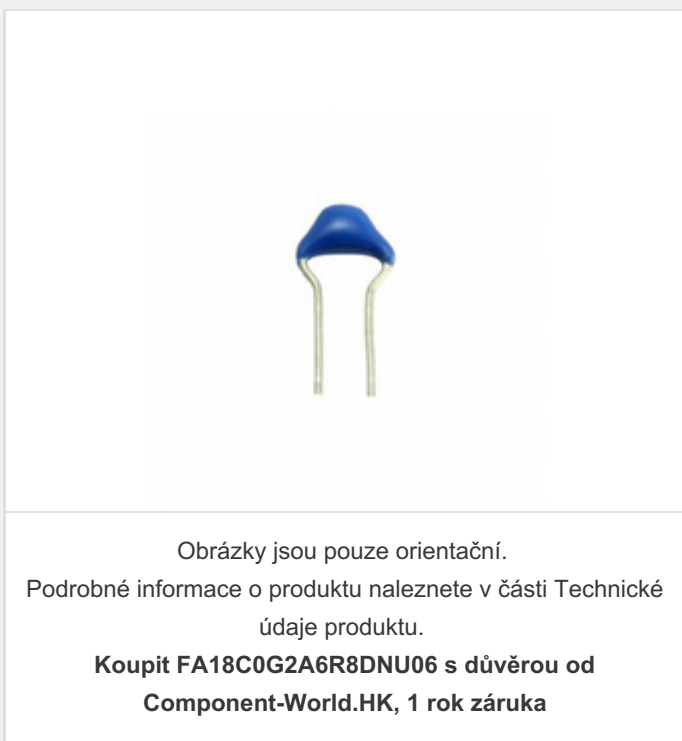 Obrázky jsou pouze orientační.
Podrobné informace o produktu naleznete v části Technické
údaje produktu.
Koupit FA18C0G2A6R8DNU06 s důvěrou od
Component-World.HK, 1 rok záruka